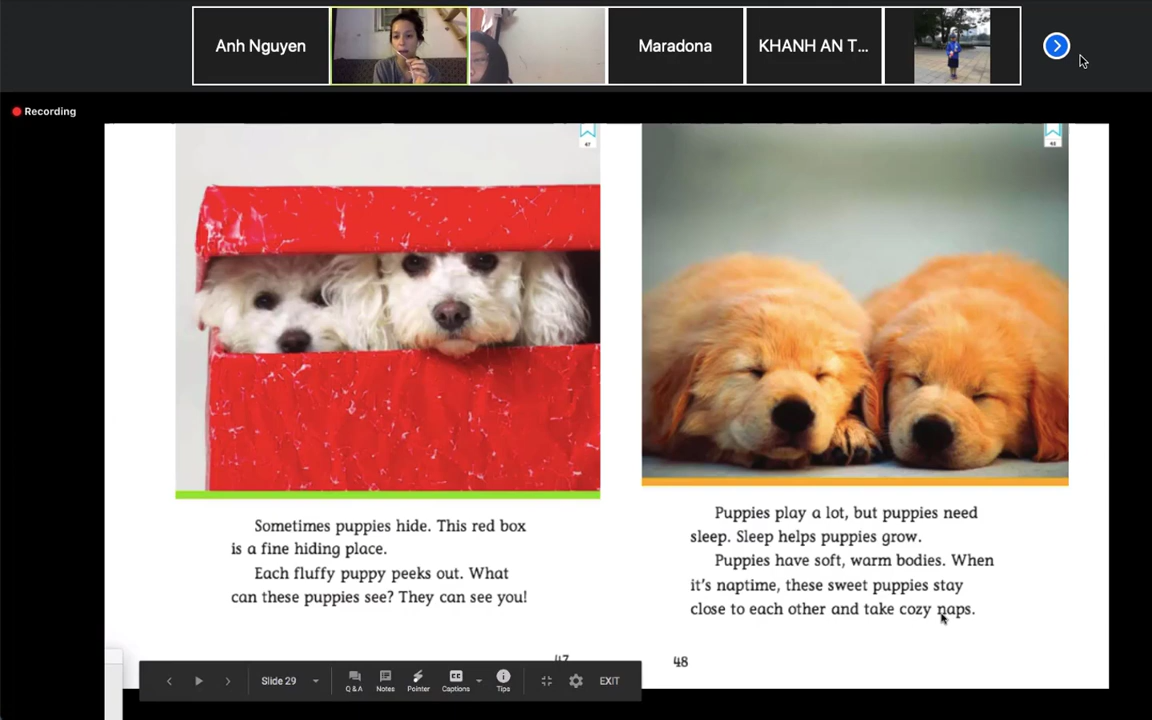 Anh Nguyen
Maradona
KHANH AN T...
Recording
47
48
Sometimes puppies hide. This red box
is a fine hiding place.
Each fluffy puppy peeks out. What
can these puppies see? They can see you!
47
Puppies play a lot, but puppies need
sleep. Sleep helps puppies grow.
Puppies have soft, warm bodies. When
it's naptime, these sweet puppies stay
close to each other and take cozy naps.
48
Slide 29
Q & A
Notes
Pointer
Captions
Tips
EXIT